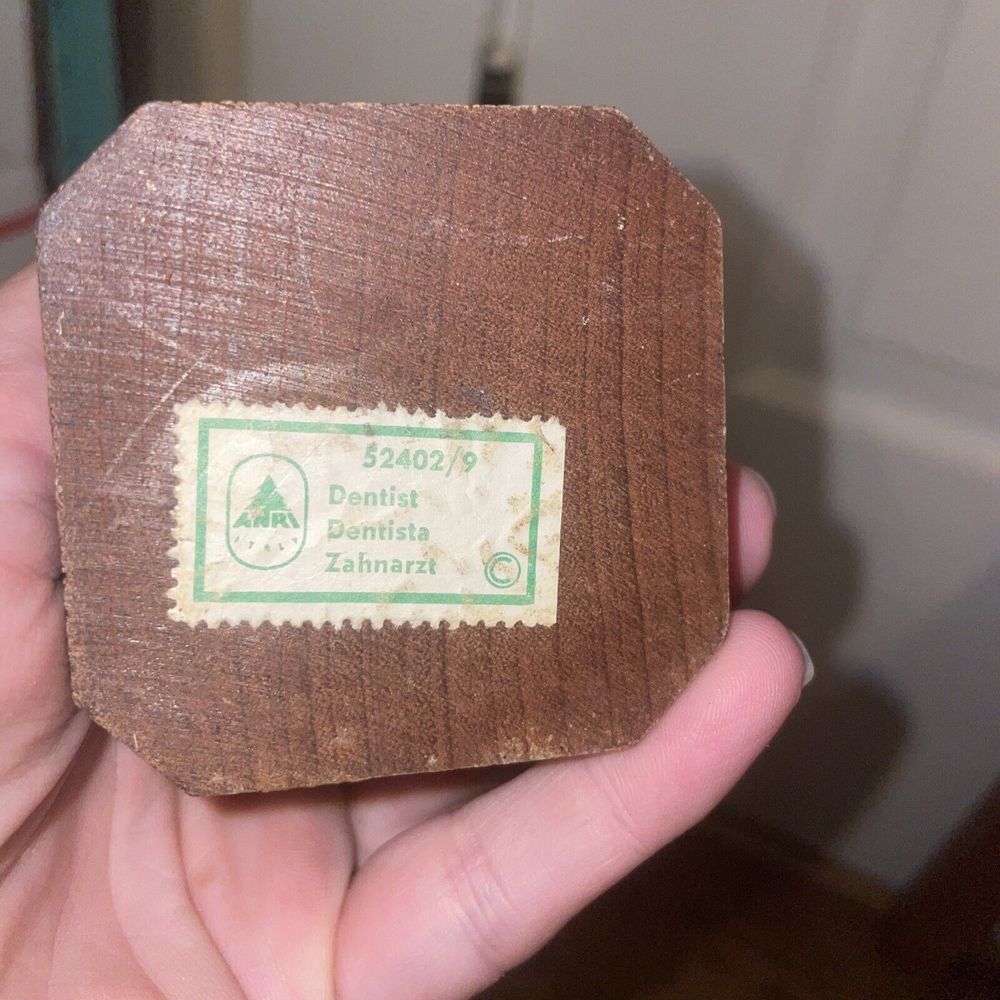 52402/9
ANRI
ITALY
Dentist
Dentista
Zahnarzt
©